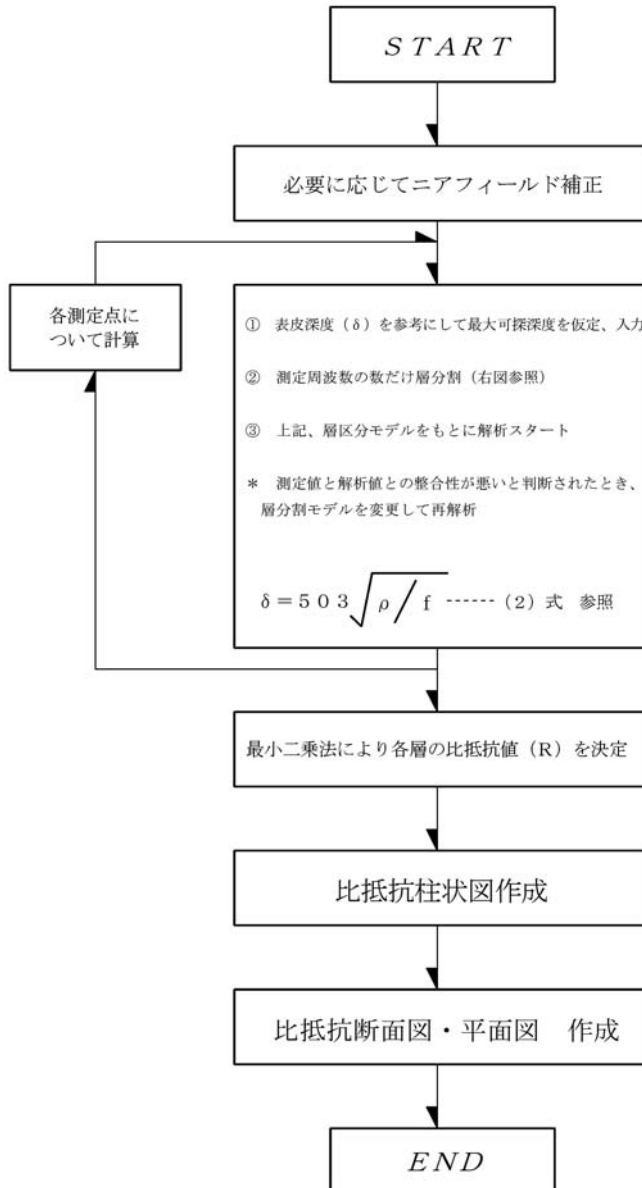 START
必要に応じてニアフィールド補正
各測定点に
ついて計算
① 表皮深度（δ）を参考にして最大可探深度を仮定、入力
② 測定周波数の数だけ層分割（右図参照）
③ 上記、層区分モデルをもとに解析スタート
＊ 測定値と解析値との整合性が悪いと判断されたとき、
層分割モデルを変更して再解析
δ＝５０３√ρ／f ------（２）式　参照
最小二乗法により各層の比抵抗値（R）を決定
比抵抗柱状図作成
比抵抗断面図・平面図　作成
END